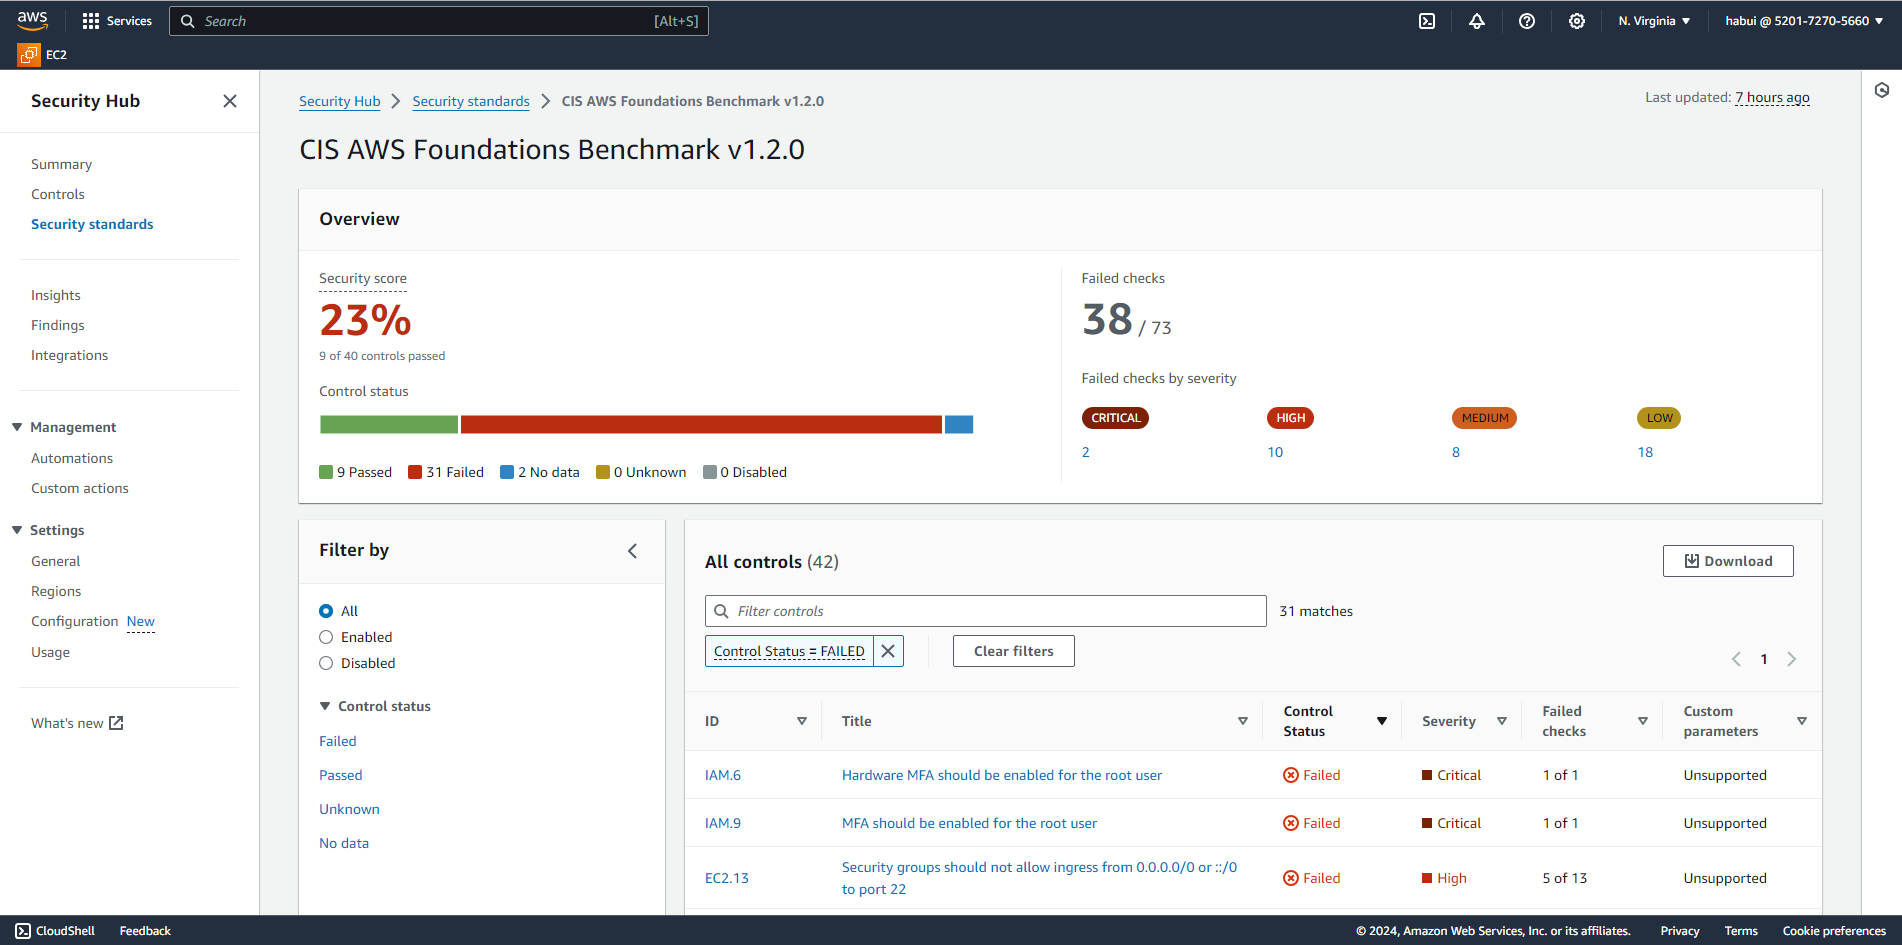 aws
Services
Search
[Alt+S]
N. Virginia
habui @ 5201-7270-5660
EC2
Security Hub
Summary
Controls
Security standards
Insights
Findings
Integrations
Management
Automations
Custom actions
Settings
General
Regions
Configuration New
Usage
What's new
Security Hub
Security standards
CIS AWS Foundations Benchmark v1.2.0
Last updated: 7 hours ago
CIS AWS Foundations Benchmark v1.2.0
Overview
Security score
23%
9 of 40 controls passed
Control status
9 Passed
31 Failed
2 No data
0 Unknown
0 Disabled
Failed checks
38 / 73
Failed checks by severity
CRITICAL
HIGH
MEDIUM
LOW
2
10
8
18
Filter by
All
Enabled
Disabled
Control status
Failed
Passed
Unknown
No data
All controls (42)
Download
Filter controls
31 matches
Control Status = FAILED
Clear filters
1
ID
Title
Control
Status
Severity
Failed
checks
Custom
parameters
IAM.6
Hardware MFA should be enabled for the root user
Failed
Critical
1 of 1
Unsupported
IAM.9
MFA should be enabled for the root user
Failed
Critical
1 of 1
Unsupported
EC2.13
Security groups should not allow ingress from 0.0.0.0/0 or ::/0
to port 22
Failed
High
5 of 13
Unsupported
CloudShell
Feedback
© 2024, Amazon Web Services, Inc. or its affiliates.
Privacy
Terms
Cookie preferences